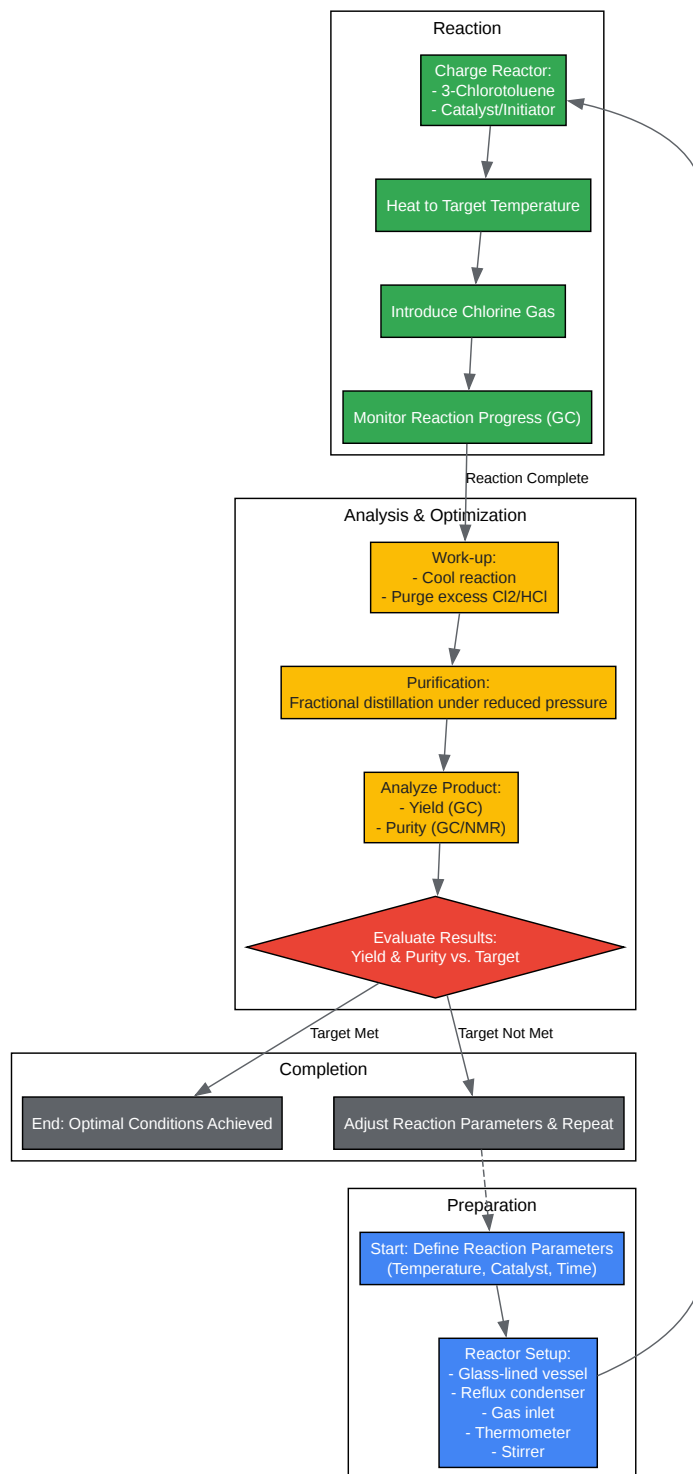 Reaction
Charge Reactor:
- 3-Chlorotoluene
- Catalyst/Initiator
Heat to Target Temperature
Introduce Chlorine Gas
Monitor Reaction Progress (GC)
Reaction Complete
Analysis & Optimization
Work-up:
- Cool reaction
- Purge excess Cl2/HCl
Purification:
Fractional distillation under reduced pressure
Analyze Product:
- Yield (GC)
- Purity (GC/NMR)
Evaluate Results:
Yield & Purity vs. Target
Target Met
Target Not Met
Completion
End: Optimal Conditions Achieved
Adjust Reaction Parameters & Repeat
Preparation
Start: Define Reaction Parameters
(Temperature, Catalyst, Time)
Reactor Setup:
- Glass-lined vessel
- Reflux condenser
- Gas inlet
- Thermometer
- Stirrer